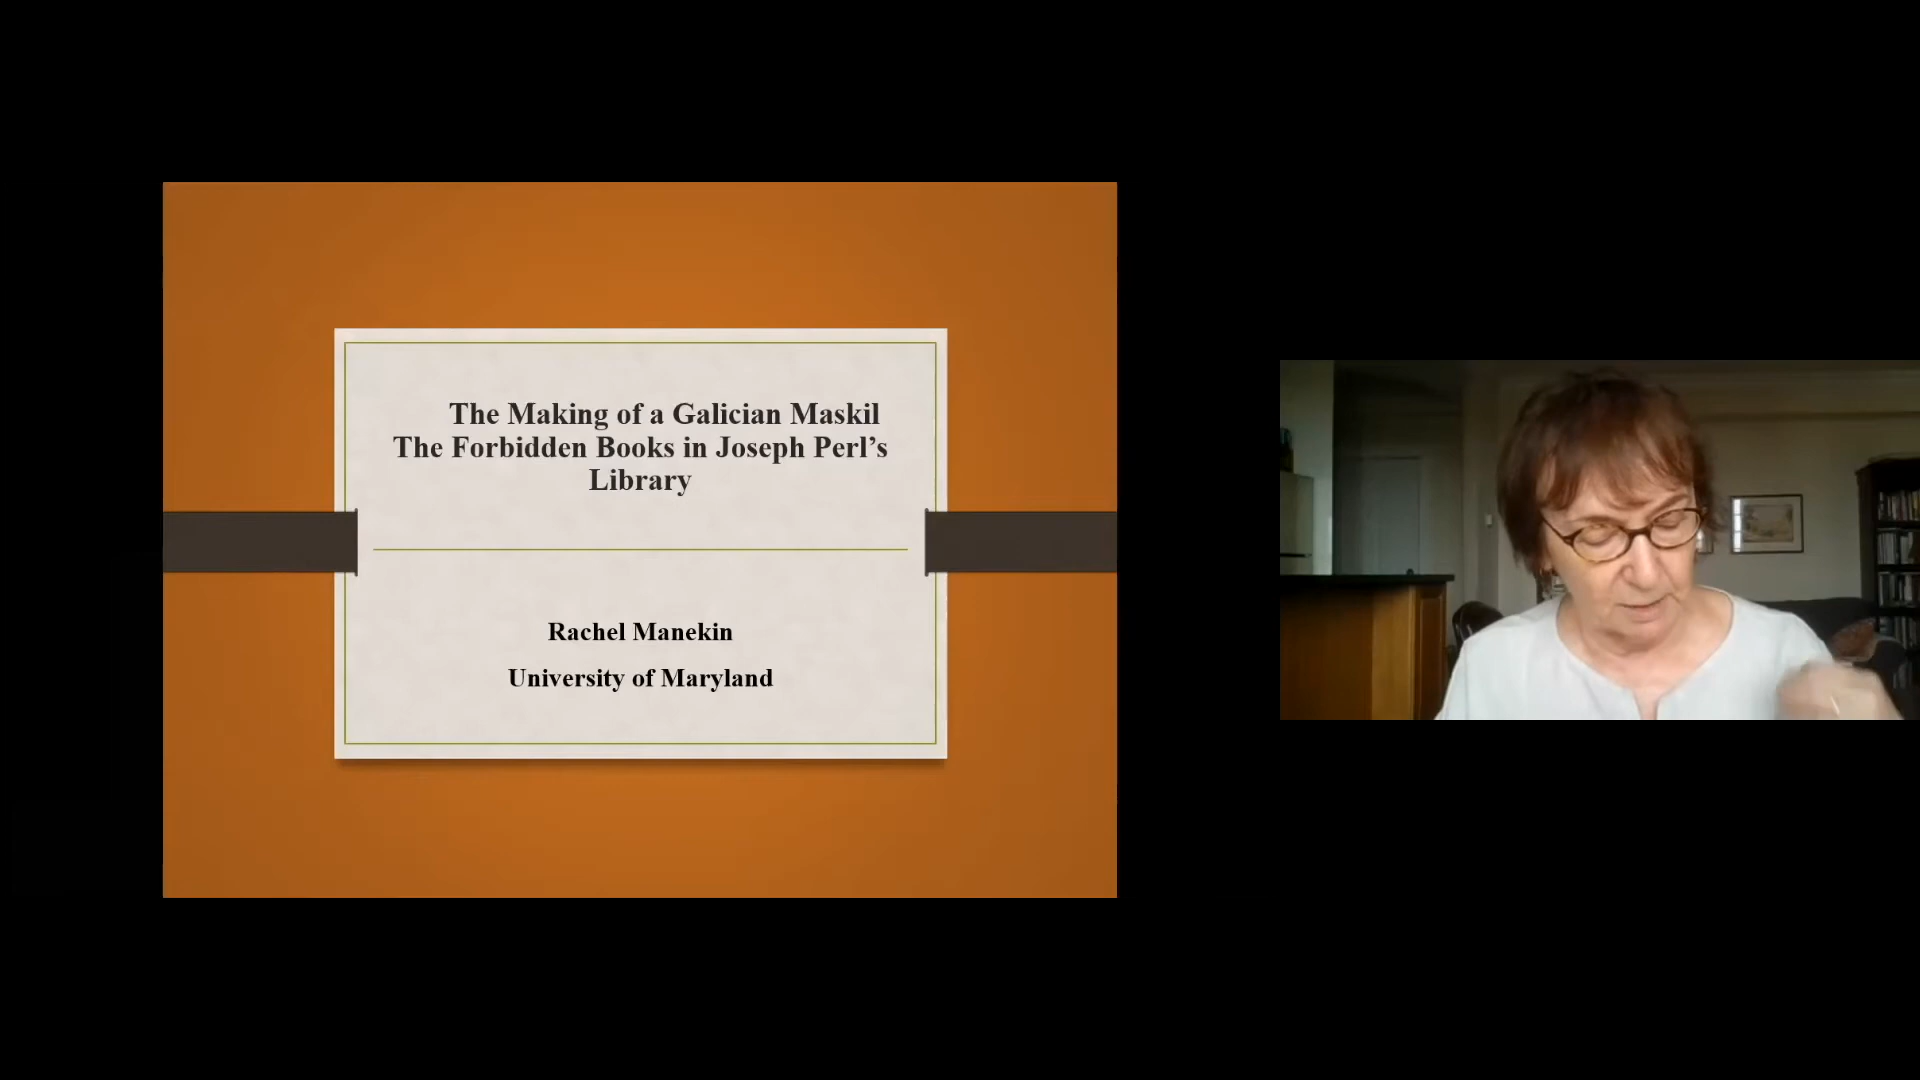 The Making of a Galician Maskil
The Forbidden Books in Joseph Perl’s
Library
Rachel Manekin
University of Maryland